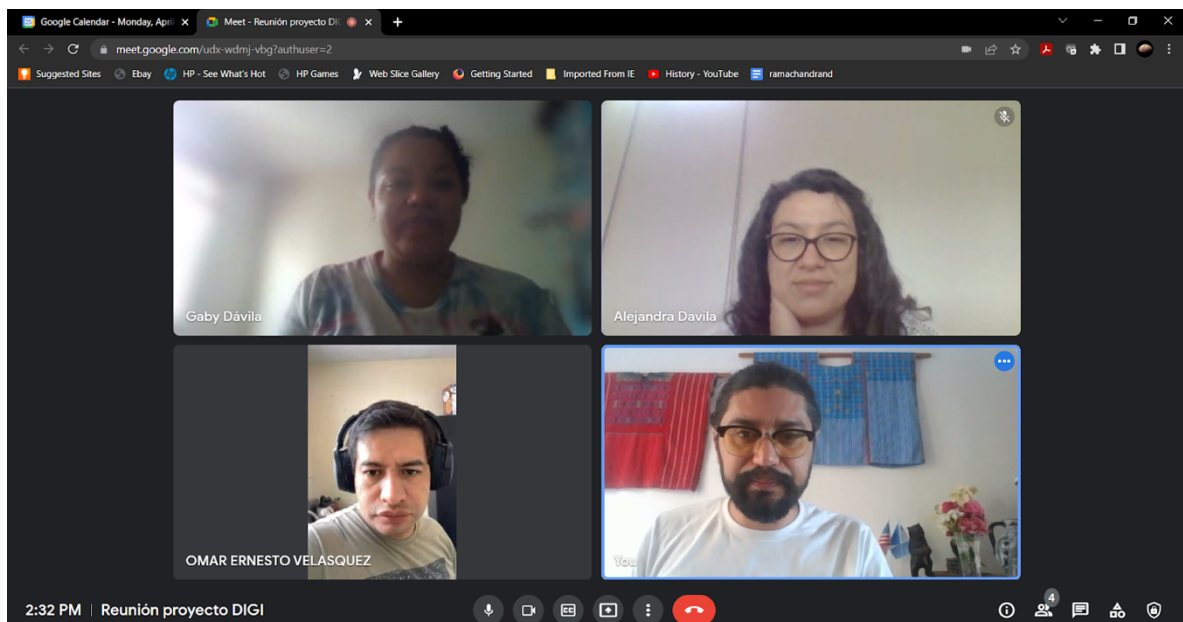 Google Calendar - Monday, April
Meet - Reunión proyecto DI
meet.google.com/udx-wdmj-vbg?authuser=2
Suggested Sites
Ebay
HP - See What's Hot
HP Games
Web Slice Gallery
Getting Started
Imported From IE
History - YouTube
ramachandrand
Gaby Dávila
Alejandra Davila
OMAR ERNESTO VELASQUEZ
You
2:32 PM | Reunión proyecto DIGI
4